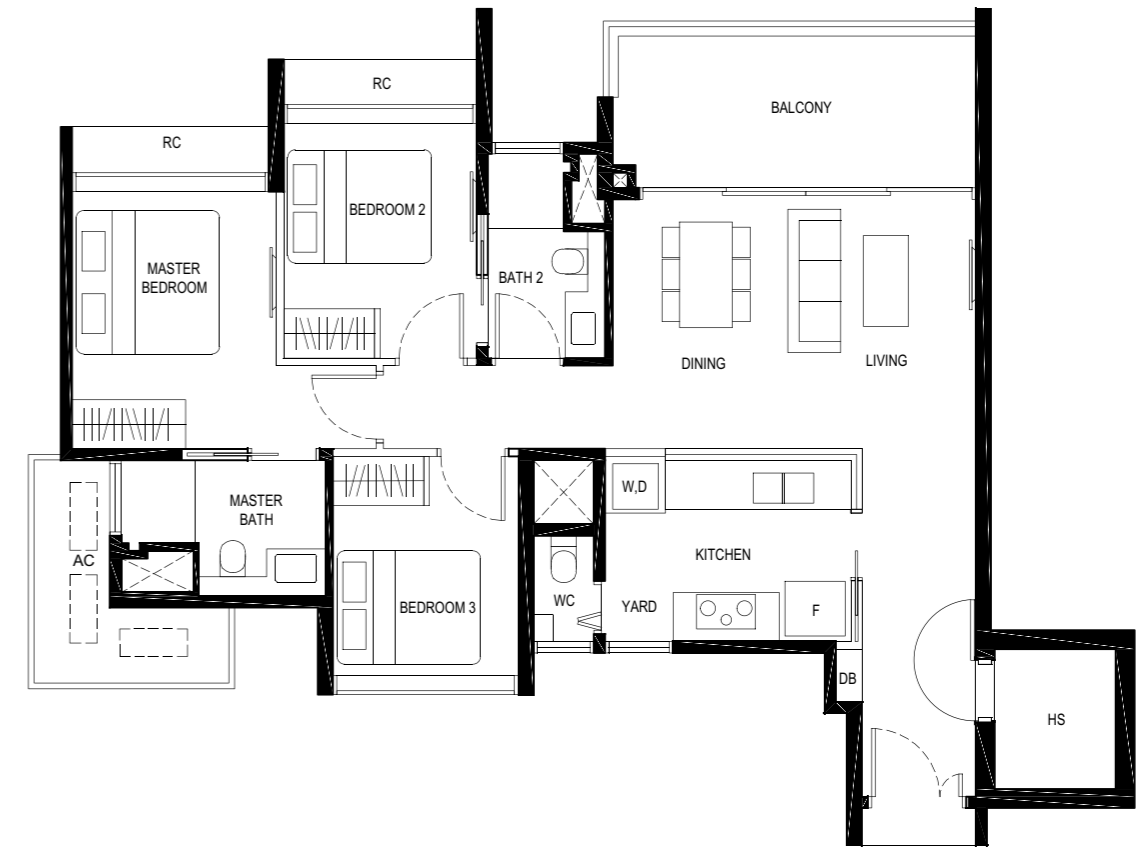 RC
RC
BALCONY
BEDROOM 2
MASTER
BEDROOM
BATH 2
DINING
LIVING
W,D
MASTER
BATH
AC
KITCHEN
WC
YARD
BEDROOM 3
F
DB
HS